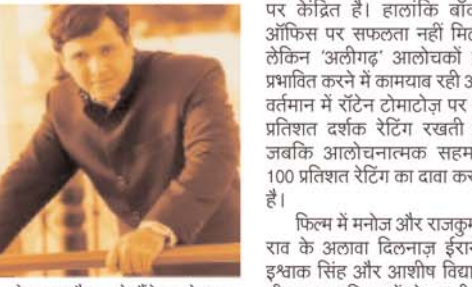 पर केंद्रित है। हालांकि बॉक्
ऑफिस पर सफलता नहीं मिल
लेकिन 'अलीगढ़' आलोचकों
प्रभावित करने में कामयाब रही अ
वर्तमान में रॉटेन टोमाटोज़ पर
प्रतिशत दर्शक रेटिंग रखती
जबकि आलोचनात्मक सहम
100 प्रतिशत रेटिंग का दावा कर
है।
फिल्म में मनोज और राजकुम
राव के अलावा दिलनाज़ ईरान
इश्वाक सिंह और आशीष विद्या